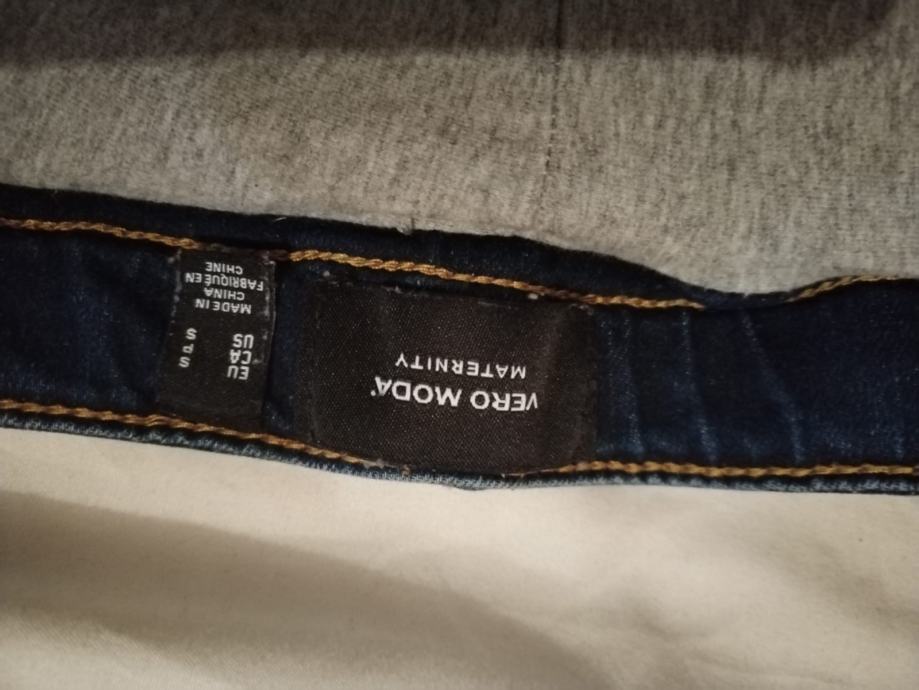 VERO MODA
MATERNITY
EU S
CA P
US S
MADE IN
CHINA
FABRIQUÉ EN
CHINE